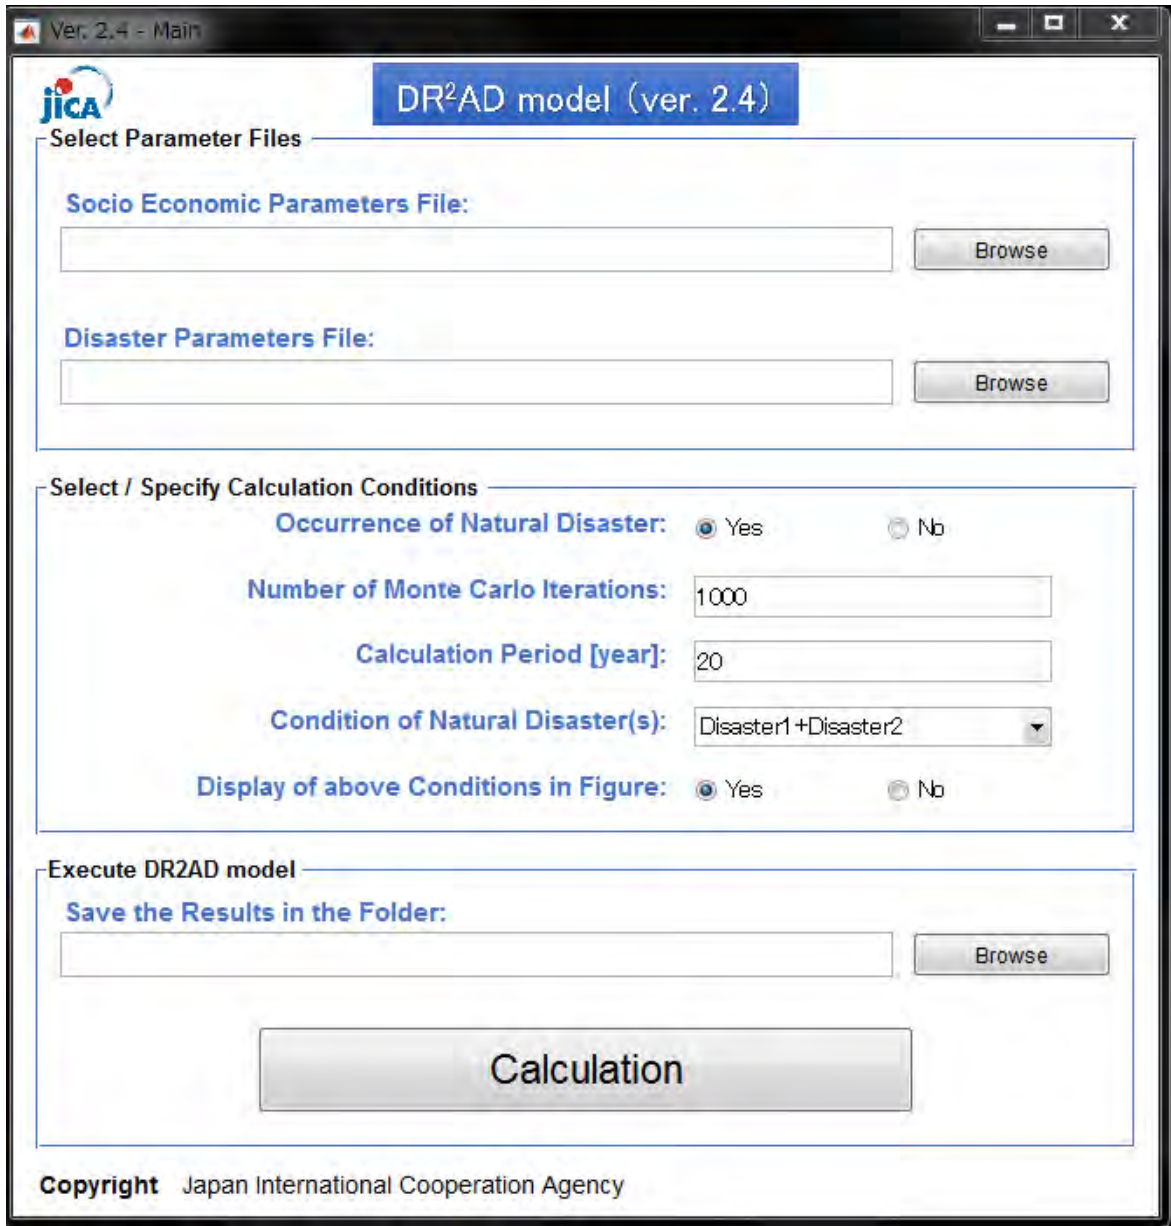 Ver. 2.4 - Main
jica
DR²AD model (ver. 2.4)
Select Parameter Files
Socio Economic Parameters File:
Browse
Disaster Parameters File:
Browse
Select / Specify Calculation Conditions
Occurrence of Natural Disaster: Yes No
Number of Monte Carlo Iterations: 1000
Calculation Period [year]: 20
Condition of Natural Disaster(s): Disaster1+Disaster2
Display of above Conditions in Figure: Yes No
Execute DR2AD model
Save the Results in the Folder:
Browse
Calculation
Copyright Japan International Cooperation Agency